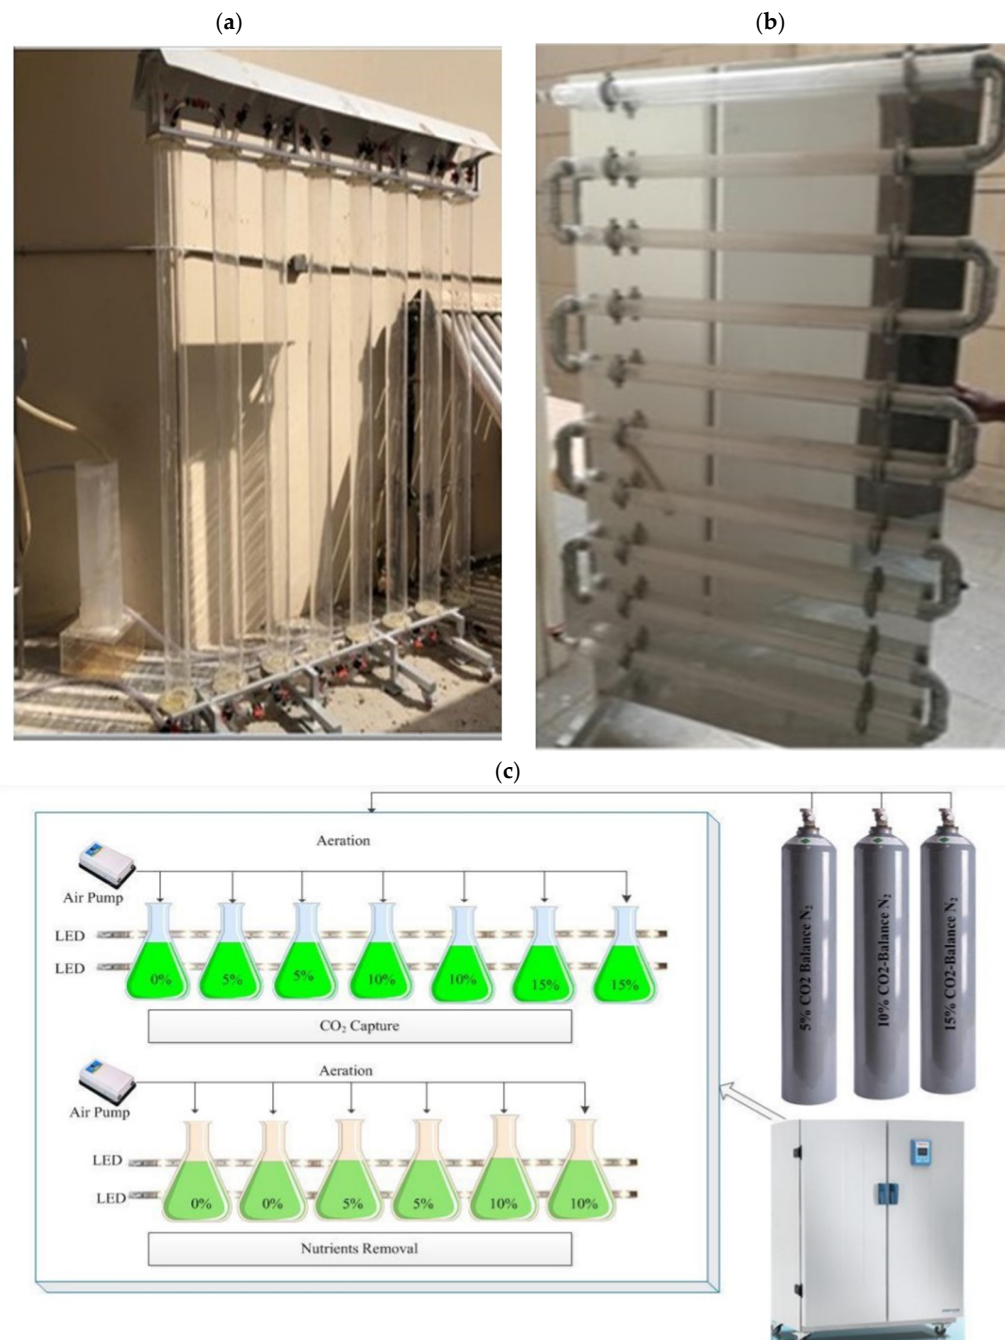 (a)
(b)
(c)
Aeration
Air Pump
LED
LED
0% 5% 5% 10% 10% 15% 15%
CO₂ Capture
Aeration
Air Pump
LED
LED
0% 0% 5% 5% 10% 10%
Nutrients Removal
5% CO2 Balance N₂
10% CO2-Balance N₂
15% CO2-Balance N₂